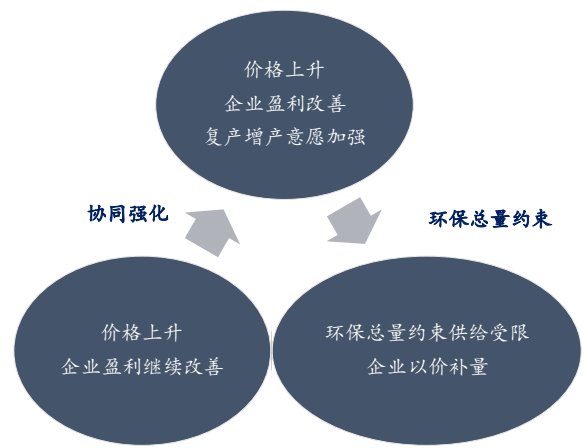 价格上升
企业盈利改善
复产增产意愿加强
协同强化
环保总量约束
价格上升
企业盈利继续改善
环保总量约束供给受限
企业以价补量